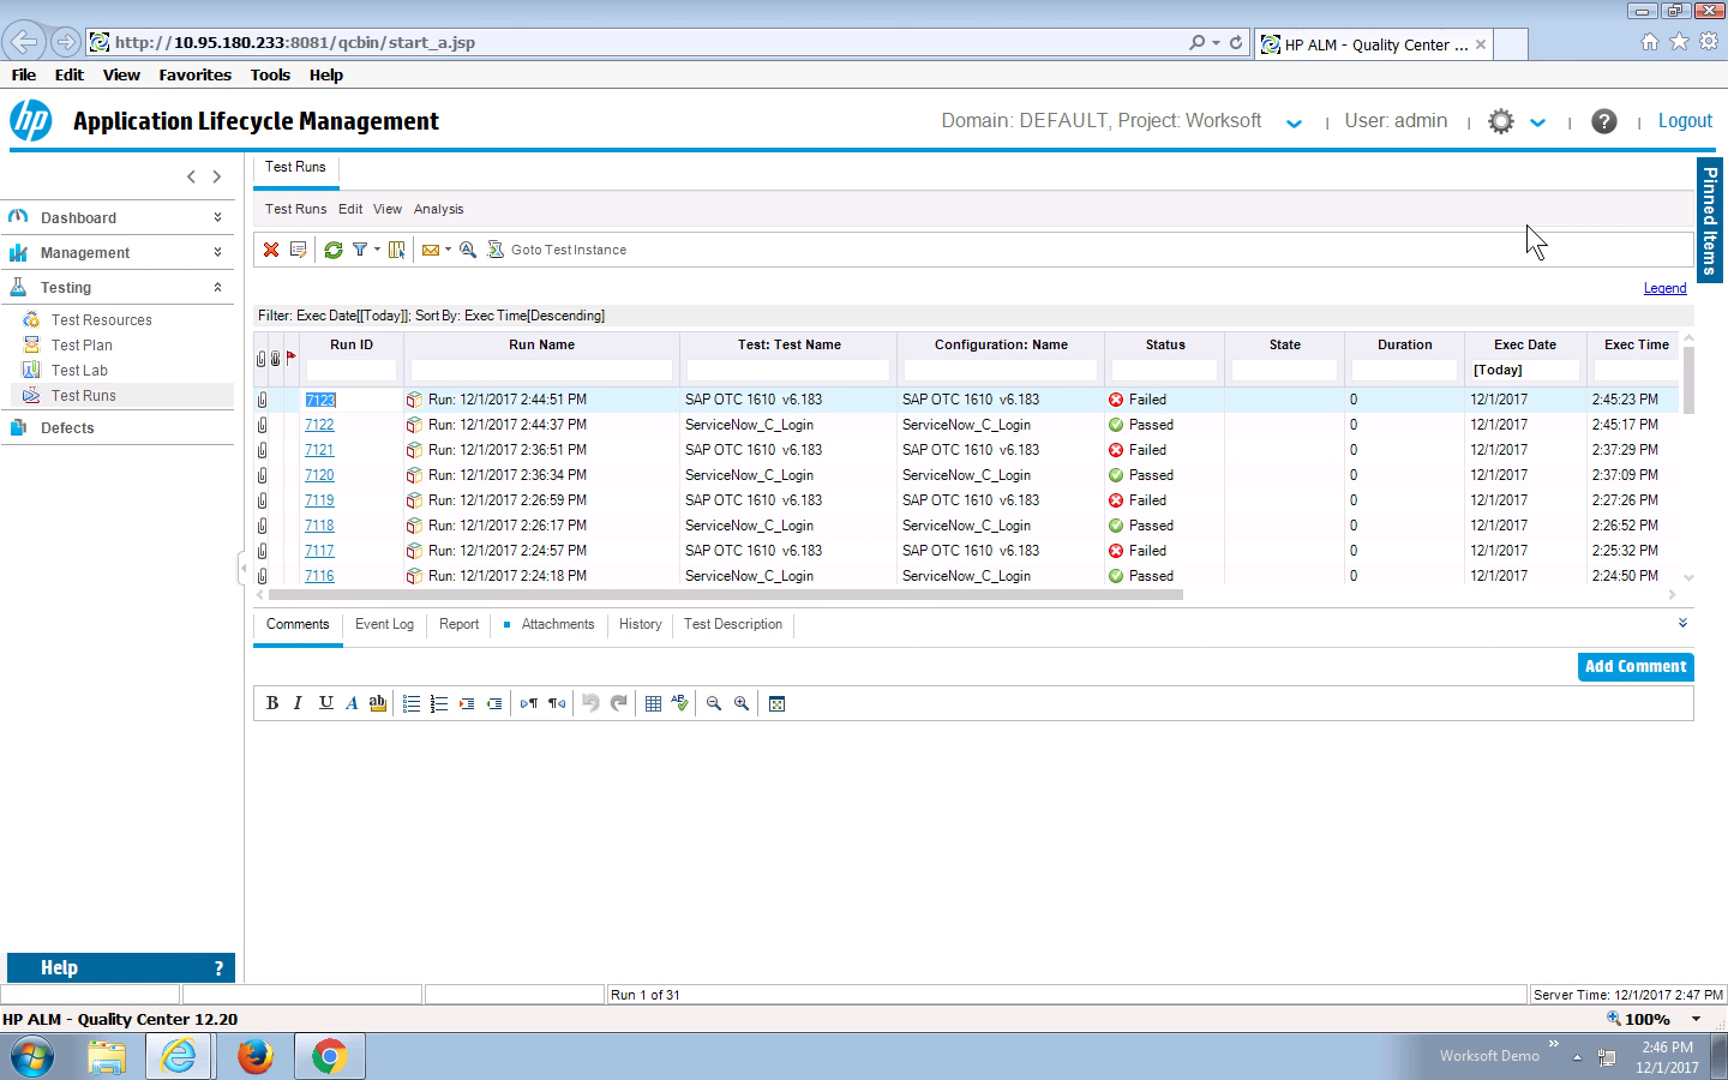 http://10.95.180.233:8081/qcbin/start_a.jsp
HP ALM - Quality Center ...
File Edit View Favorites Tools Help
hp Application Lifecycle Management
Domain: DEFAULT, Project: Worksoft | User: admin | | ? | Logout
Test Runs
Pinned Items
Dashboard
Management
Testing
Test Resources
Test Plan
Test Lab
Test Runs
Defects
Test Runs Edit View Analysis
Goto Test Instance
Legend
Filter: Exec Date[[Today]]; Sort By: Exec Time[Descending]
Run ID Run Name Test: Test Name Configuration: Name Status State Duration Exec Date Exec Time
[Today]
7123 Run: 12/1/2017 2:44:51 PM SAP OTC 1610 v6.183 SAP OTC 1610 v6.183 Failed 0 12/1/2017 2:45:23 PM
7122 Run: 12/1/2017 2:44:37 PM ServiceNow_C_Login ServiceNow_C_Login Passed 0 12/1/2017 2:45:17 PM
7121 Run: 12/1/2017 2:36:51 PM SAP OTC 1610 v6.183 SAP OTC 1610 v6.183 Failed 0 12/1/2017 2:37:29 PM
7120 Run: 12/1/2017 2:36:34 PM ServiceNow_C_Login ServiceNow_C_Login Passed 0 12/1/2017 2:37:09 PM
7119 Run: 12/1/2017 2:26:59 PM SAP OTC 1610 v6.183 SAP OTC 1610 v6.183 Failed 0 12/1/2017 2:27:26 PM
7118 Run: 12/1/2017 2:26:17 PM ServiceNow_C_Login ServiceNow_C_Login Passed 0 12/1/2017 2:26:52 PM
7117 Run: 12/1/2017 2:24:57 PM SAP OTC 1610 v6.183 SAP OTC 1610 v6.183 Failed 0 12/1/2017 2:25:32 PM
7116 Run: 12/1/2017 2:24:18 PM ServiceNow_C_Login ServiceNow_C_Login Passed 0 12/1/2017 2:24:50 PM
Comments Event Log Report Attachments History Test Description
Add Comment
B I U A ab
Help ?
Run 1 of 31
Server Time: 12/1/2017 2:47 PM
HP ALM - Quality Center 12.20
100%
Worksoft Demo
2:46 PM
12/1/2017